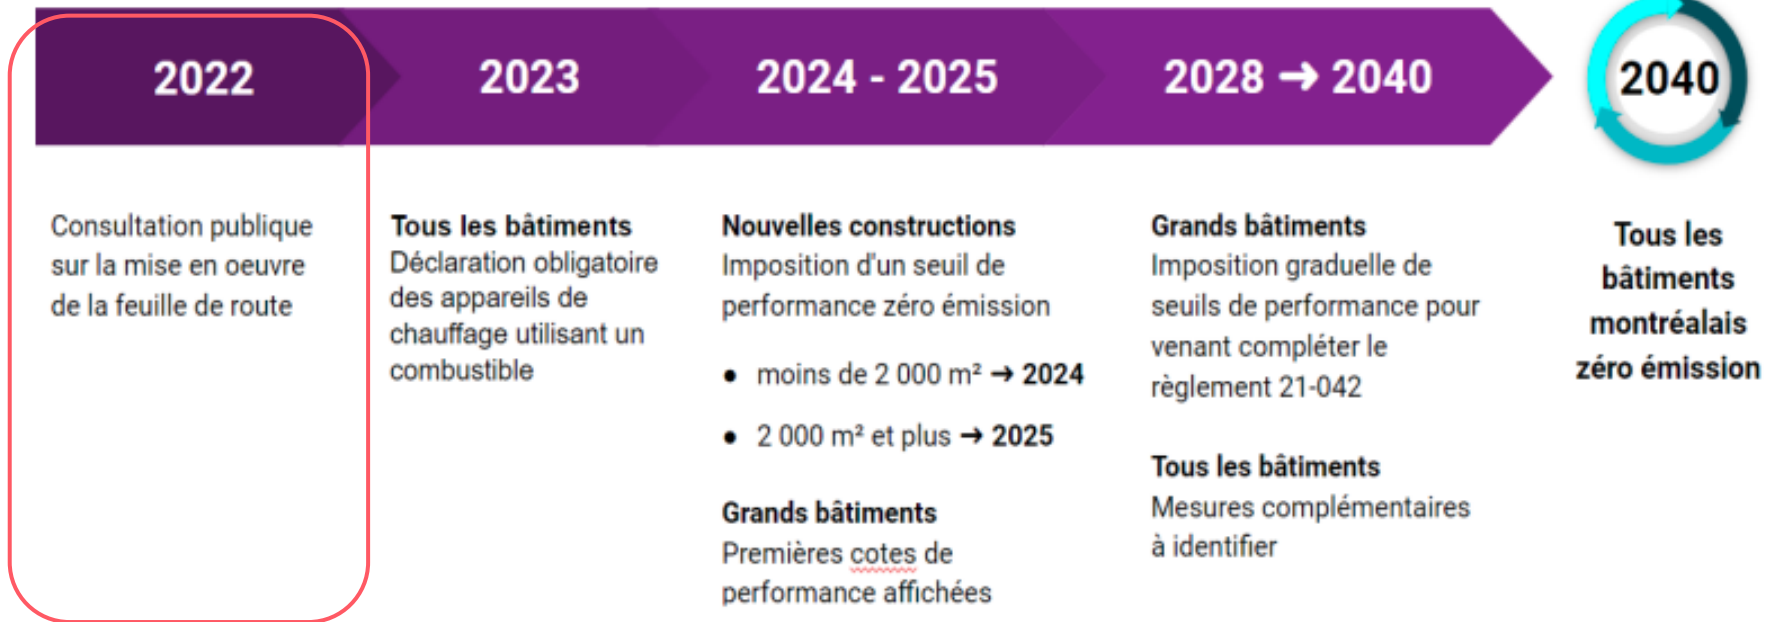 2022
2023
2024 - 2025
2028 → 2040
2040
Consultation publique
sur la mise en oeuvre
de la feuille de route
Tous les bâtiments
Déclaration obligatoire
des appareils de
chauffage utilisant un
combustible
Nouvelles constructions
Imposition d'un seuil de
performance zéro émission
● moins de 2 000 m² → 2024
● 2 000 m² et plus → 2025
Grands bâtiments
Premières cotes de
performance affichées
Grands bâtiments
Imposition graduelle de
seuils de performance pour
venant compléter le
règlement 21-042
Tous les bâtiments
Mesures complémentaires
à identifier
Tous les
bâtiments
montréalais
zéro émission